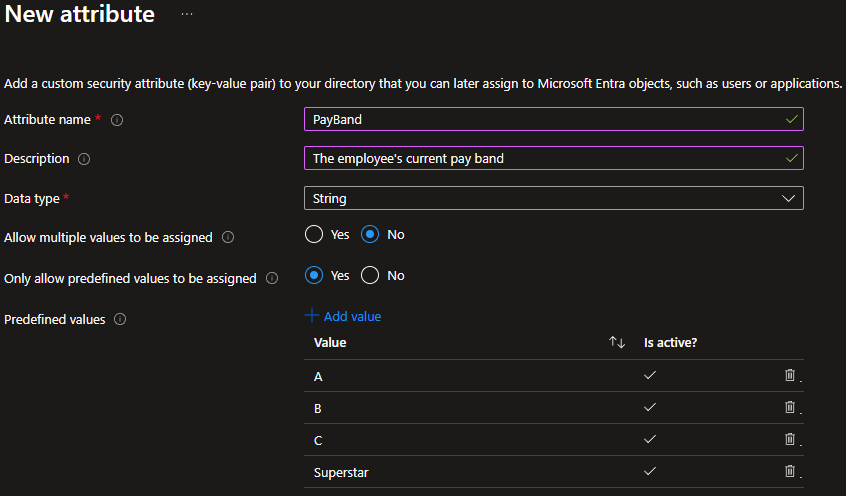 New attribute ...
Add a custom security attribute (key-value pair) to your directory that you can later assign to Microsoft Entra objects, such as users or applications.
Attribute name * PayBand
Description The employee's current pay band
Data type * String
Allow multiple values to be assigned Yes No
Only allow predefined values to be assigned Yes No
Predefined values + Add value
Value Is active?
A
B
C
Superstar